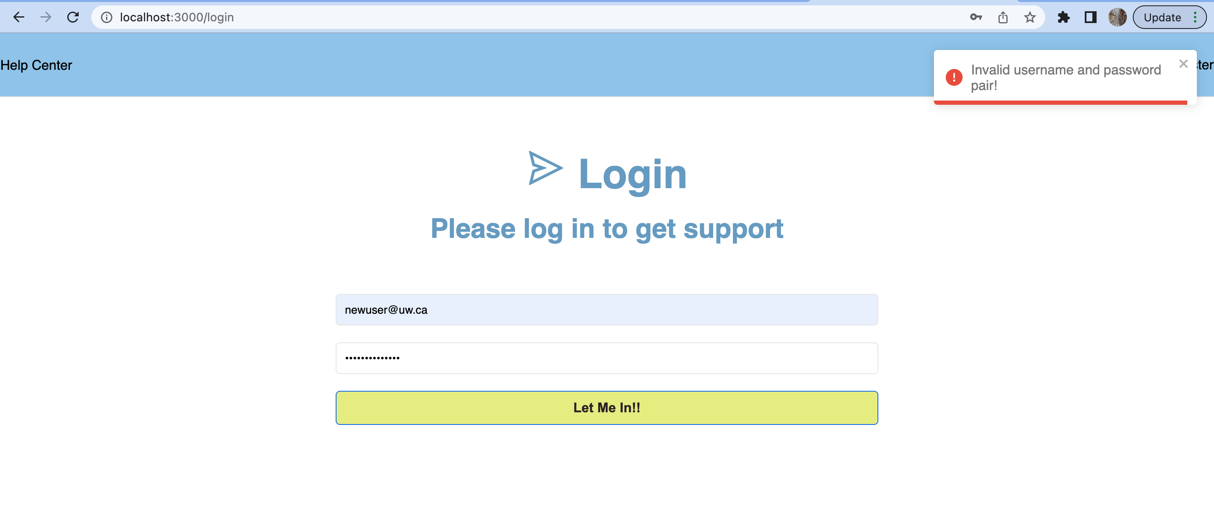 localhost:3000/login
Update
Help Center
Invalid username and password
pair!
Login
Please log in to get support
newuser@uw.ca
••••••••••••••
Let Me In!!